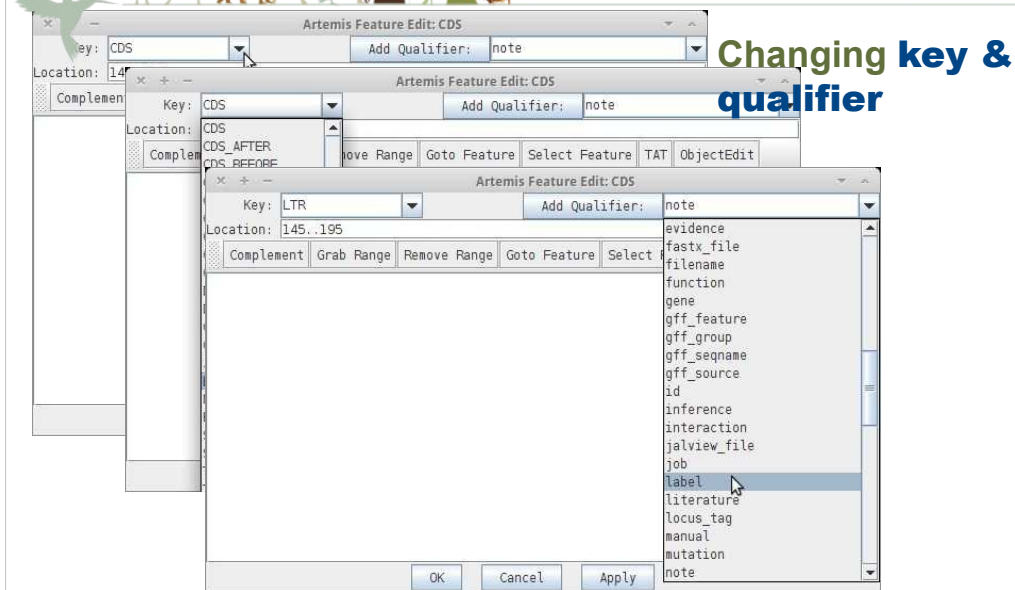 Artemis Feature Edit: CDS
Key: CDS Add Qualifier: note
Changing key &
qualifier
Location: 14
Artemis Feature Edit: CDS
Key: CDS Add Qualifier: note
Location:
CDS
CDS_AFTER
CDS_BEFORE
Range Goto Feature Select Feature TAT ObjectEdit
Artemis Feature Edit: CDS
Key: LTR Add Qualifier: note
Location: 145..195
Complement Grab Range Remove Range Goto Feature Select
evidence
fastx_file
filename
function
gene
gff_feature
gff_group
gff_seqname
gff_source
id
inference
interaction
jalview_file
job
label
literature
locus_tag
manual
mutation
note
OK Cancel Apply